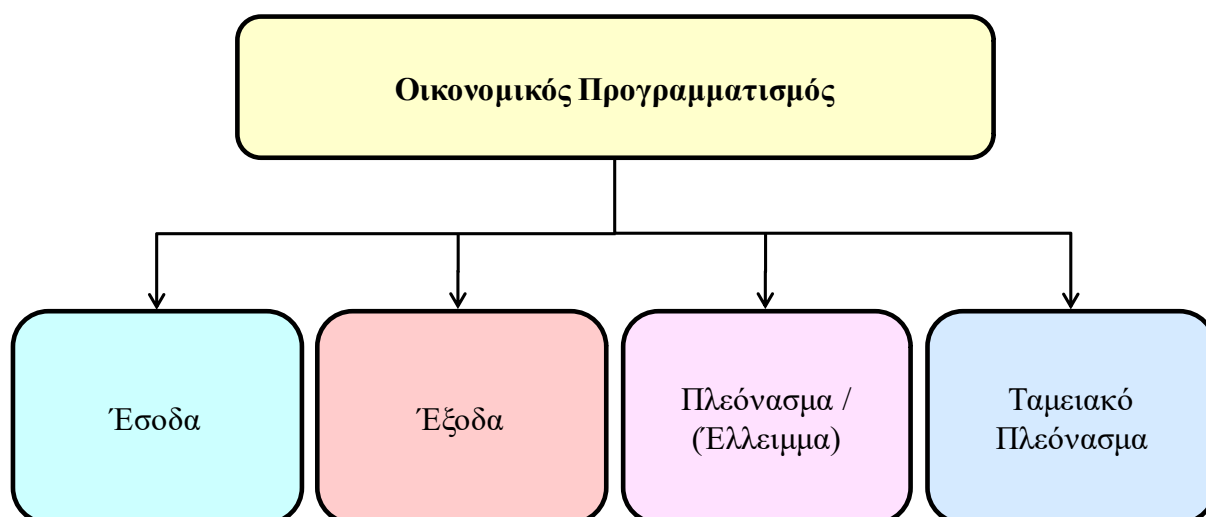 Οικονομικός Προγραμματισμός
Έσοδα
Έξοδα
Πλεόνασμα /
(Έλλειμμα)
Ταμειακό
Πλεόνασμα